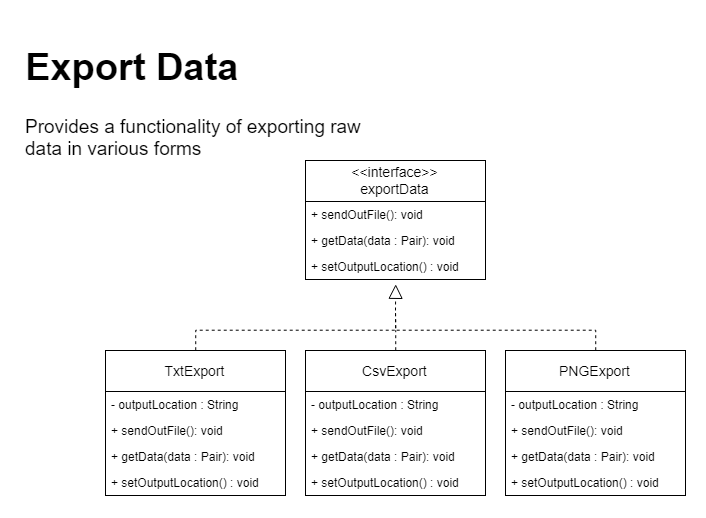 Export Data
Provides a functionality of exporting raw
data in various forms
<<interface>>
exportData
+ sendOutFile(): void
+ getData(data : Pair): void
+ setOutputLocation() : void
TxtExport
- outputLocation : String
+ sendOutFile(): void
+ getData(data : Pair): void
+ setOutputLocation() : void
CsvExport
- outputLocation : String
+ sendOutFile(): void
+ getData(data : Pair): void
+ setOutputLocation() : void
PNGExport
- outputLocation : String
+ sendOutFile(): void
+ getData(data : Pair): void
+ setOutputLocation() : void